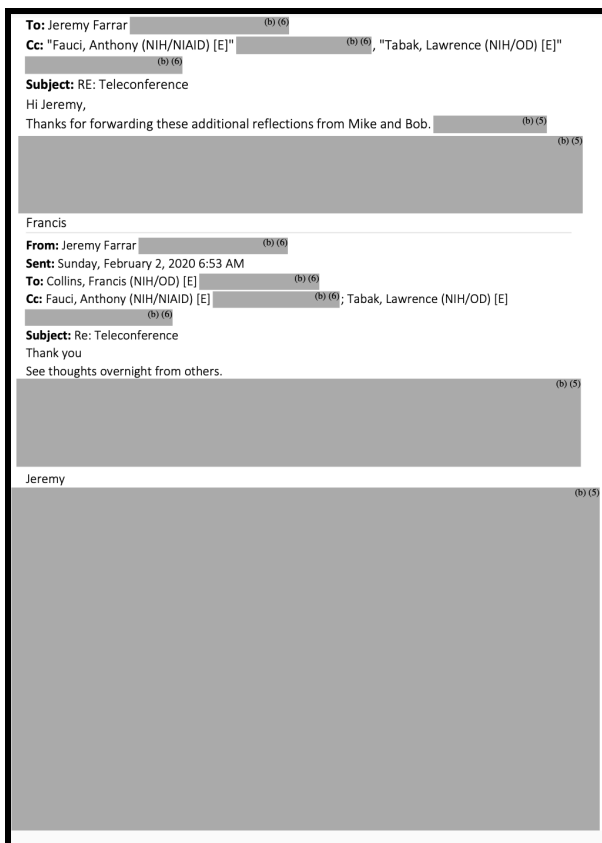 To: Jeremy Farrar (b) (6)
Cc: "Fauci, Anthony (NIH/NIAID) [E]" (b) (6), "Tabak, Lawrence (NIH/OD) [E]"
(b) (6)
Subject: RE: Teleconference
Hi Jeremy,
Thanks for forwarding these additional reflections from Mike and Bob. (b) (5)
(b) (5)
Francis
From: Jeremy Farrar (b) (6)
Sent: Sunday, February 2, 2020 6:53 AM
To: Collins, Francis (NIH/OD) [E] (b) (6)
Cc: Fauci, Anthony (NIH/NIAID) [E] (b) (6); Tabak, Lawrence (NIH/OD) [E]
(b) (6)
Subject: Re: Teleconference
Thank you
See thoughts overnight from others.
(b) (5)
Jeremy
(b) (5)